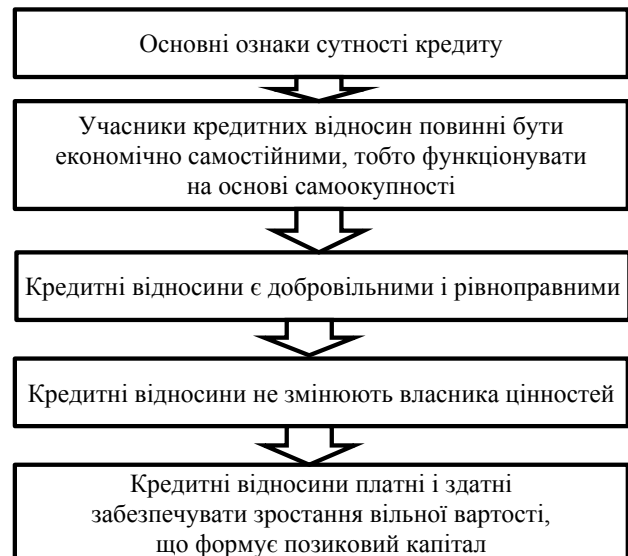 Основні ознаки сутності кредиту
Учасники кредитних відносин повинні бути
економічно самостійними, тобто функціонувати
на основі самоокупності
Кредитні відносини є добровільними і рівноправними
Кредитні відносини не змінюють власника цінностей
Кредитні відносини платні і здатні
забезпечувати зростання вільної вартості,
що формує позиковий капітал